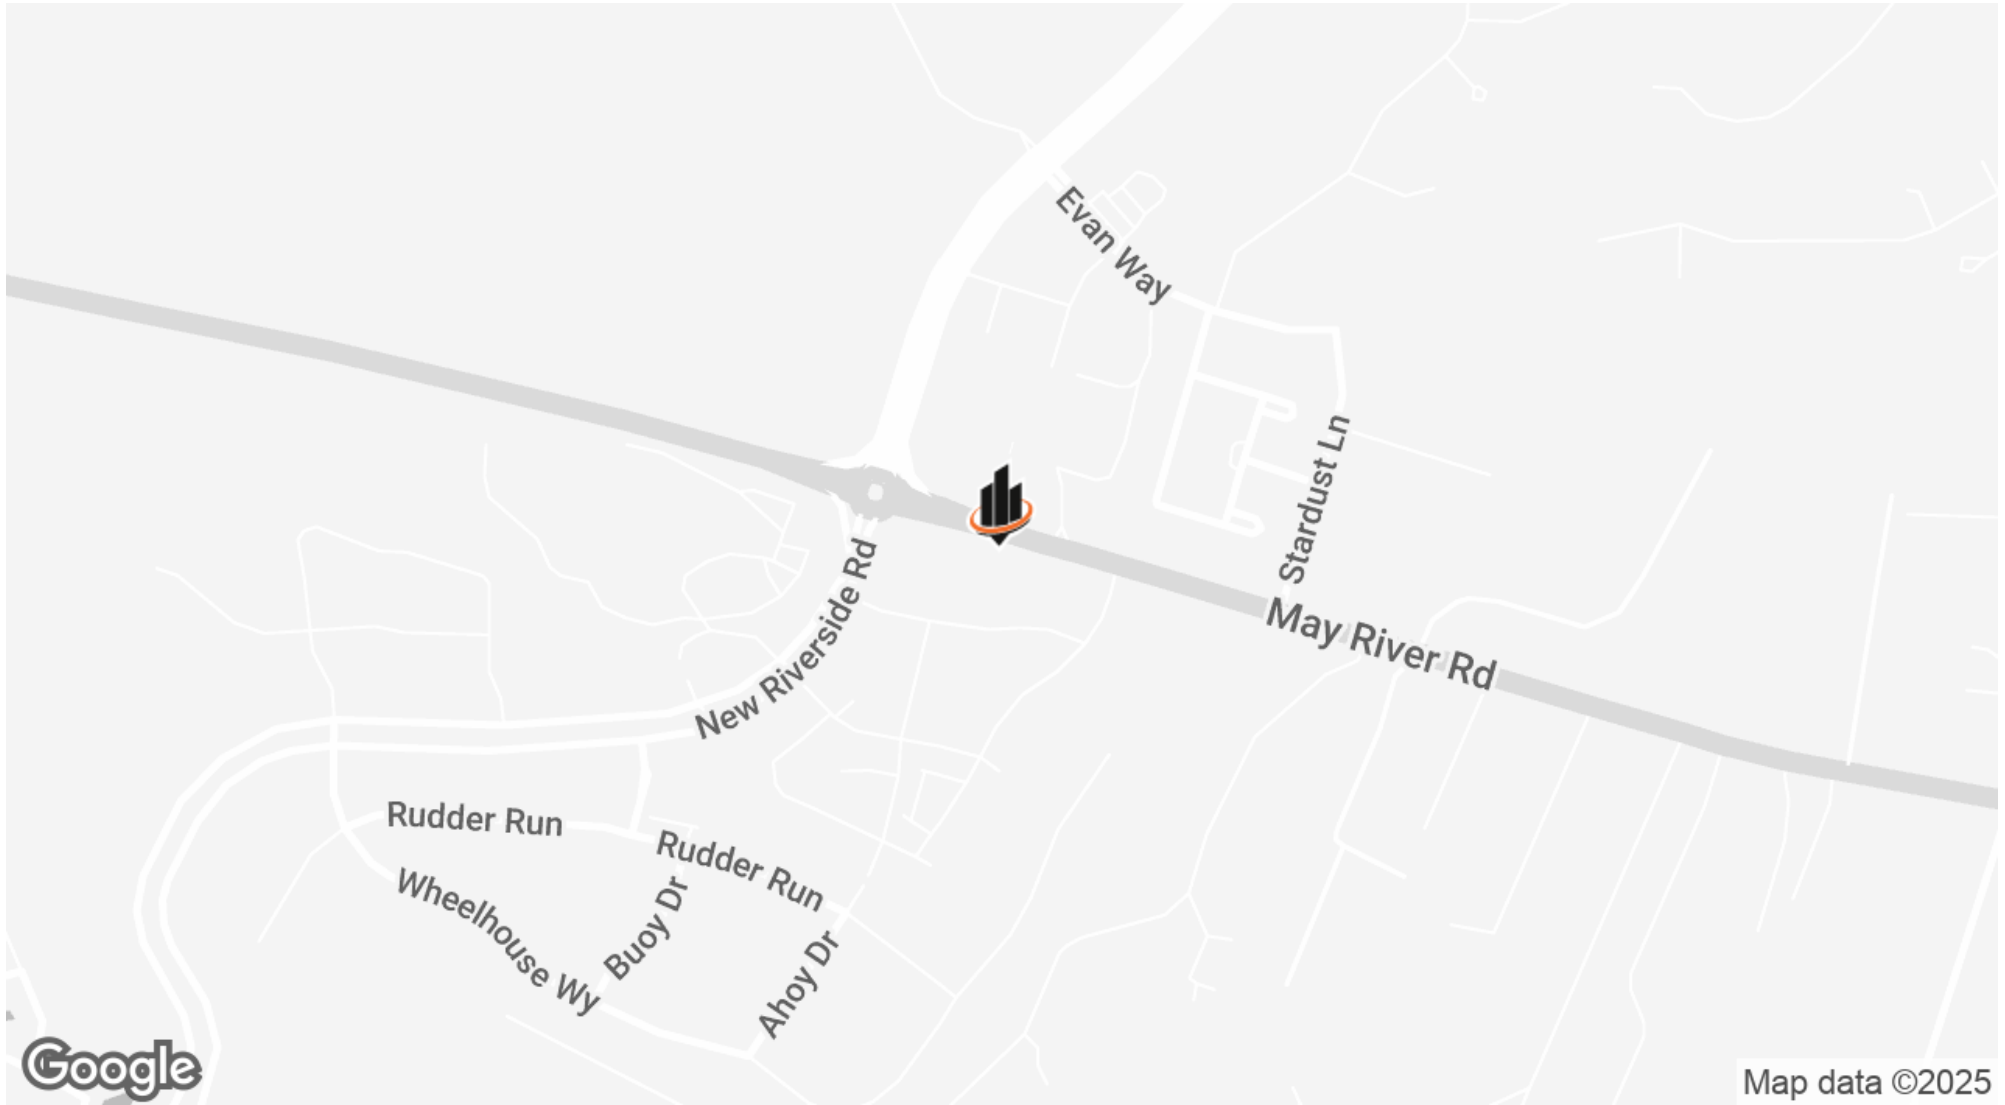 Evan Way
Stardust Ln
May River Rd
New Riverside Rd
Rudder Run
Rudder Run
Wheelhouse Wy
Buoy Dr
Ahoy Dr
Google
Map data ©2025